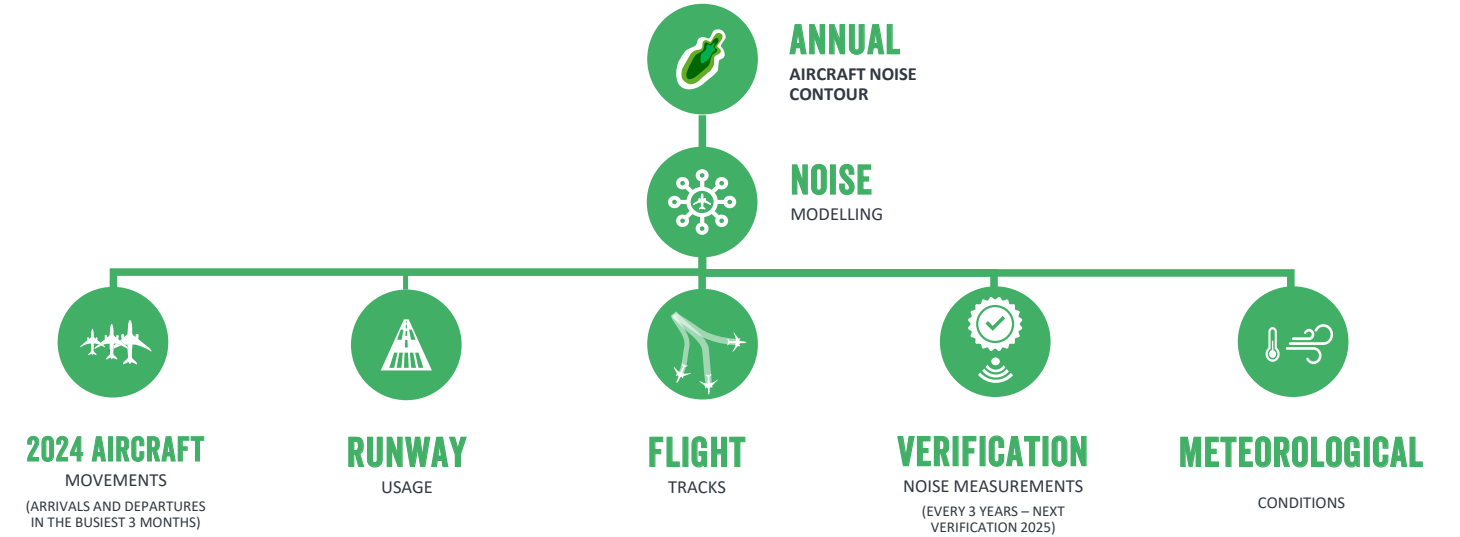 ANNUAL
AIRCRAFT NOISE
CONTOUR
NOISE
MODELLING
2024 AIRCRAFT
MOVEMENTS
(ARRIVALS AND DEPARTURES
IN THE BUSIEST 3 MONTHS)
RUNWAY
USAGE
FLIGHT
TRACKS
VERIFICATION
NOISE MEASUREMENTS
(EVERY 3 YEARS – NEXT
VERIFICATION 2025)
METEOROLOGICAL
CONDITIONS